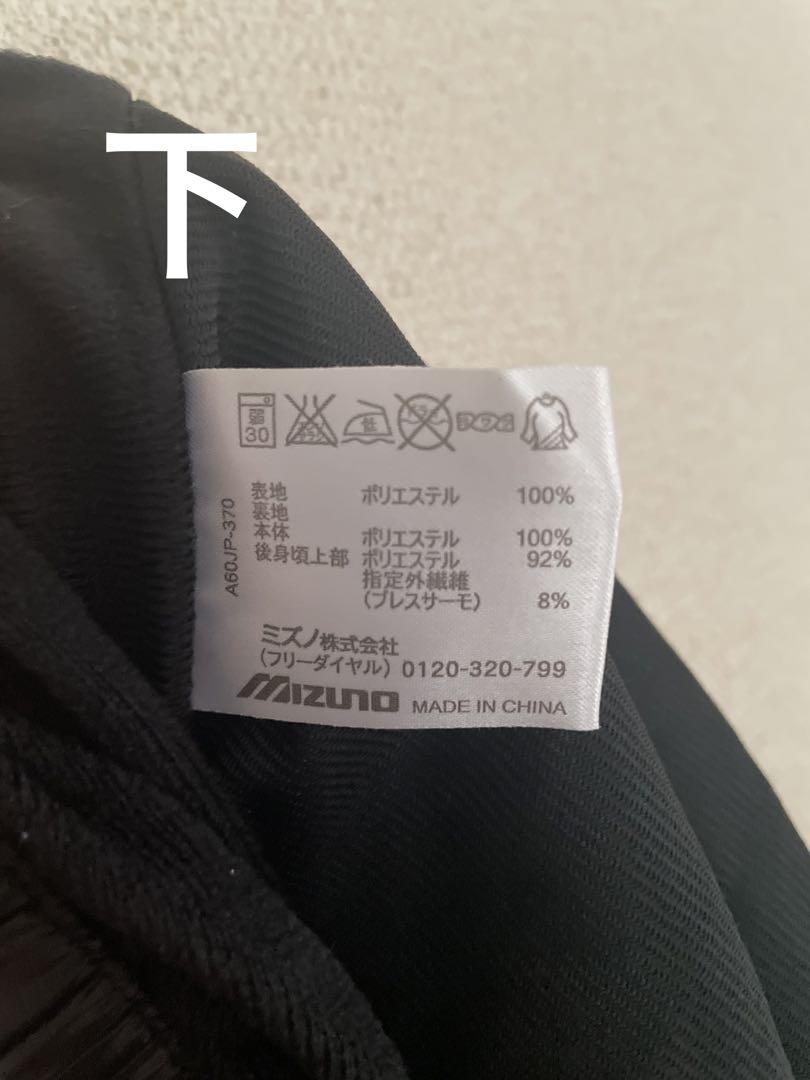 下
弱
30
低
A60JP-370
表地 ポリエステル 100%
裏地
本体 ポリエステル 100%
後身頃上部 ポリエステル 92%
指定外繊維
(ブレスサーモ) 8%
ミズノ株式会社
(フリーダイヤル) 0120-320-799
MIZUNO MADE IN CHINA